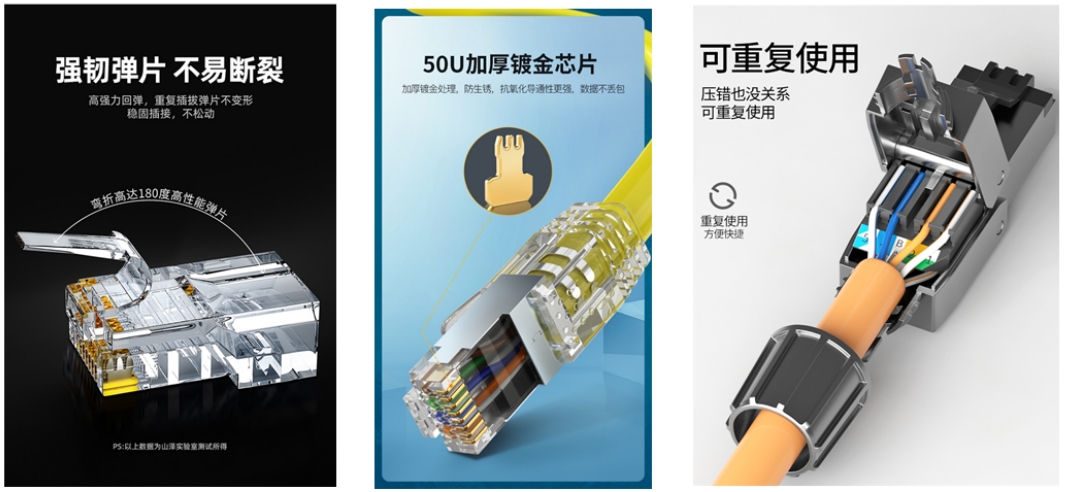 强韧弹片 不易断裂
高强力回弹，重复插拔弹片不变形
稳固插接，不松动
弯折高达180度高性能弹片
PS:以上数据为山泽实验室测试所得
50U加厚镀金芯片
加厚镀金处理，防生锈，抗氧化导通性更强，数据不丢包
可重复使用
压错也没关系
可重复使用
重复使用
方便快捷
B